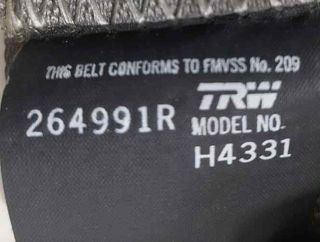 THIS BELT CONFORMS TO FMVSS No. 209
TRW
264991R MODEL NO.
H4331